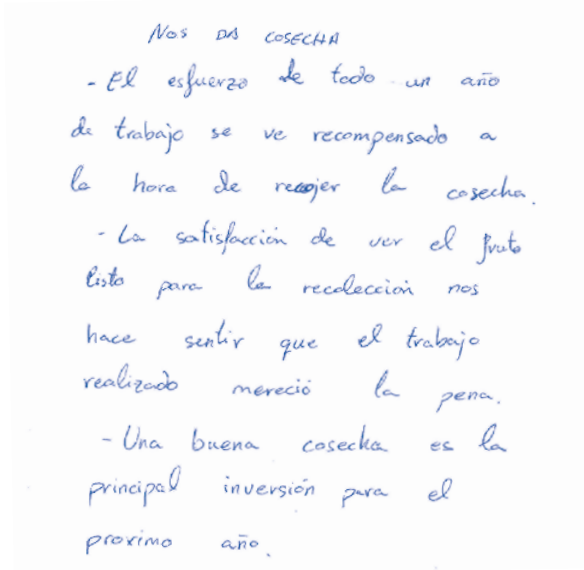 NOS DA COSECHA
- El esfuerzo de todo un año
de trabajo se ve recompensado a
la hora de recojer la cosecha.
- La satisfacción de ver el fruto
listo para la recolección nos
hace sentir que el trabajo
realizado mereció la pena.
- Una buena cosecha es la
principal inversión para el
proximo año.